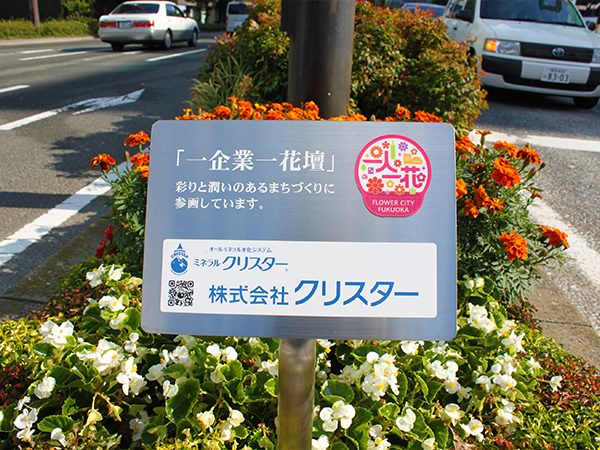 「一企業一花壇」
彩りと潤いのあるまちづくりに
参画しています。
一人一花
FLOWER CITY
FUKUOKA
オールミネラル水化システム
ミネラル クリスター®
株式会社 クリスター
83-03